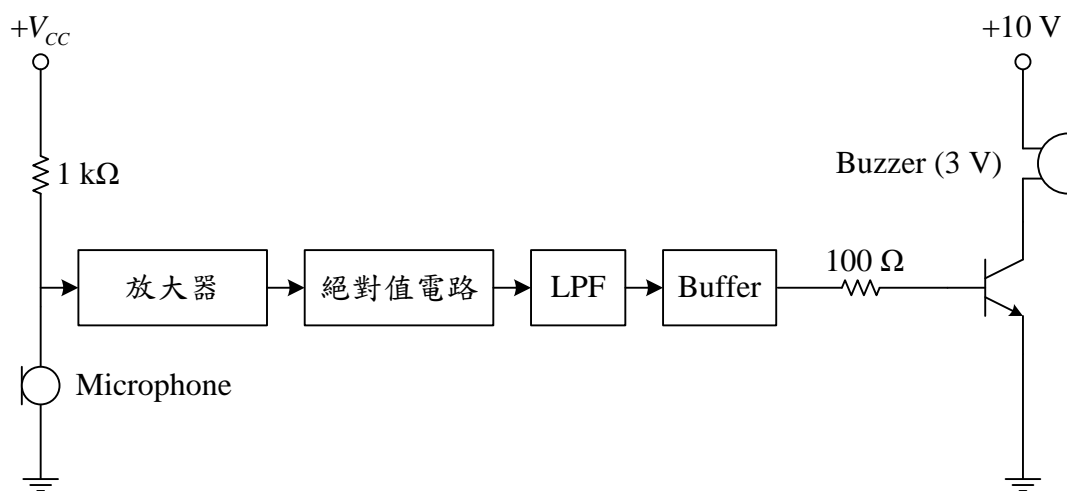 +V_CC
+10 V
1 kΩ
Buzzer (3 V)
放大器
絕對值電路
LPF
Buffer
100 Ω
Microphone